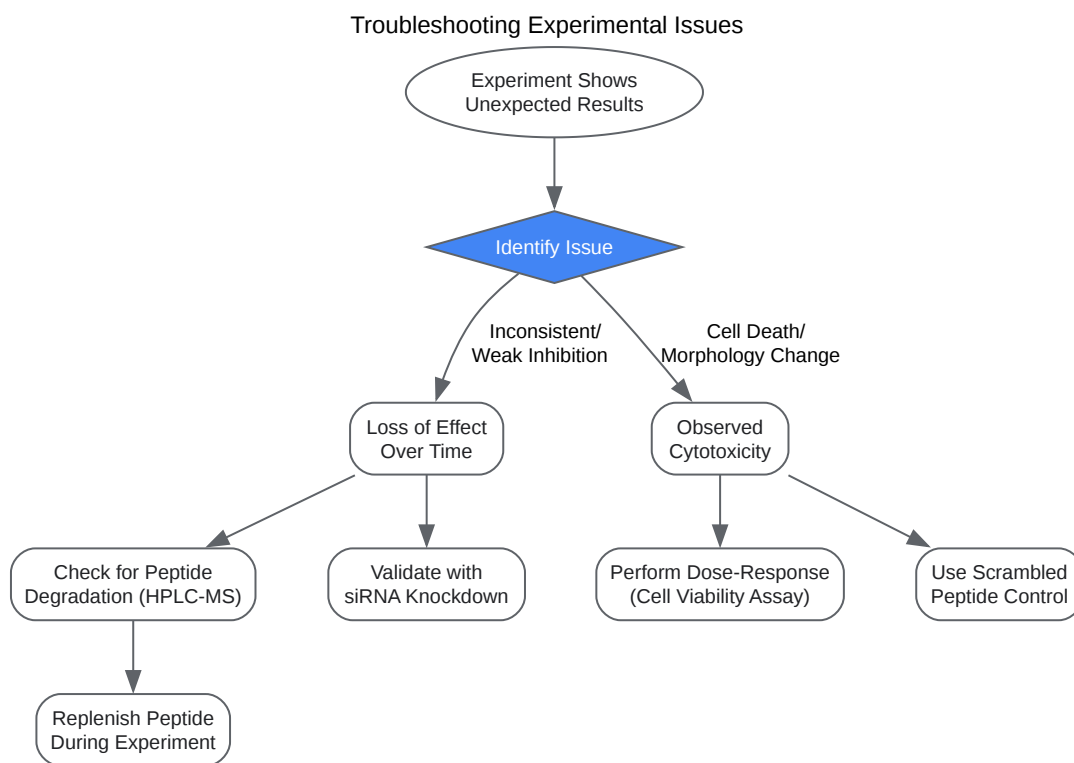 Troubleshooting Experimental Issues
Experiment Shows
Unexpected Results
Identify Issue
Inconsistent/
Weak Inhibition
Cell Death/
Morphology Change
Loss of Effect
Over Time
Observed
Cytotoxicity
Check for Peptide
Degradation (HPLC-MS)
Validate with
siRNA Knockdown
Perform Dose-Response
(Cell Viability Assay)
Use Scrambled
Peptide Control
Replenish Peptide
During Experiment